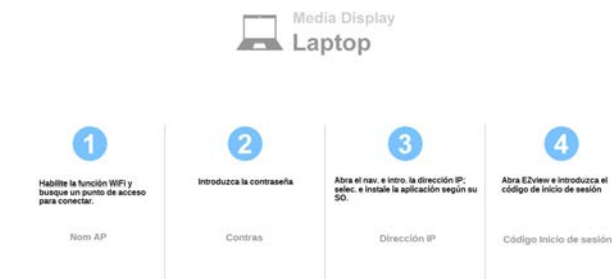 Media Display
Laptop
1
Habilite la función WiFi y
busque un punto de acceso
para conectar.
Nom AP
2
Introduzca la contraseña
Contras
3
Abra el nav. e intro. la dirección IP;
selec. e instale la aplicación según su
SO.
Dirección IP
4
Abra EZview e introduzca el
código de inicio de sesión
Código Inicio de sesión